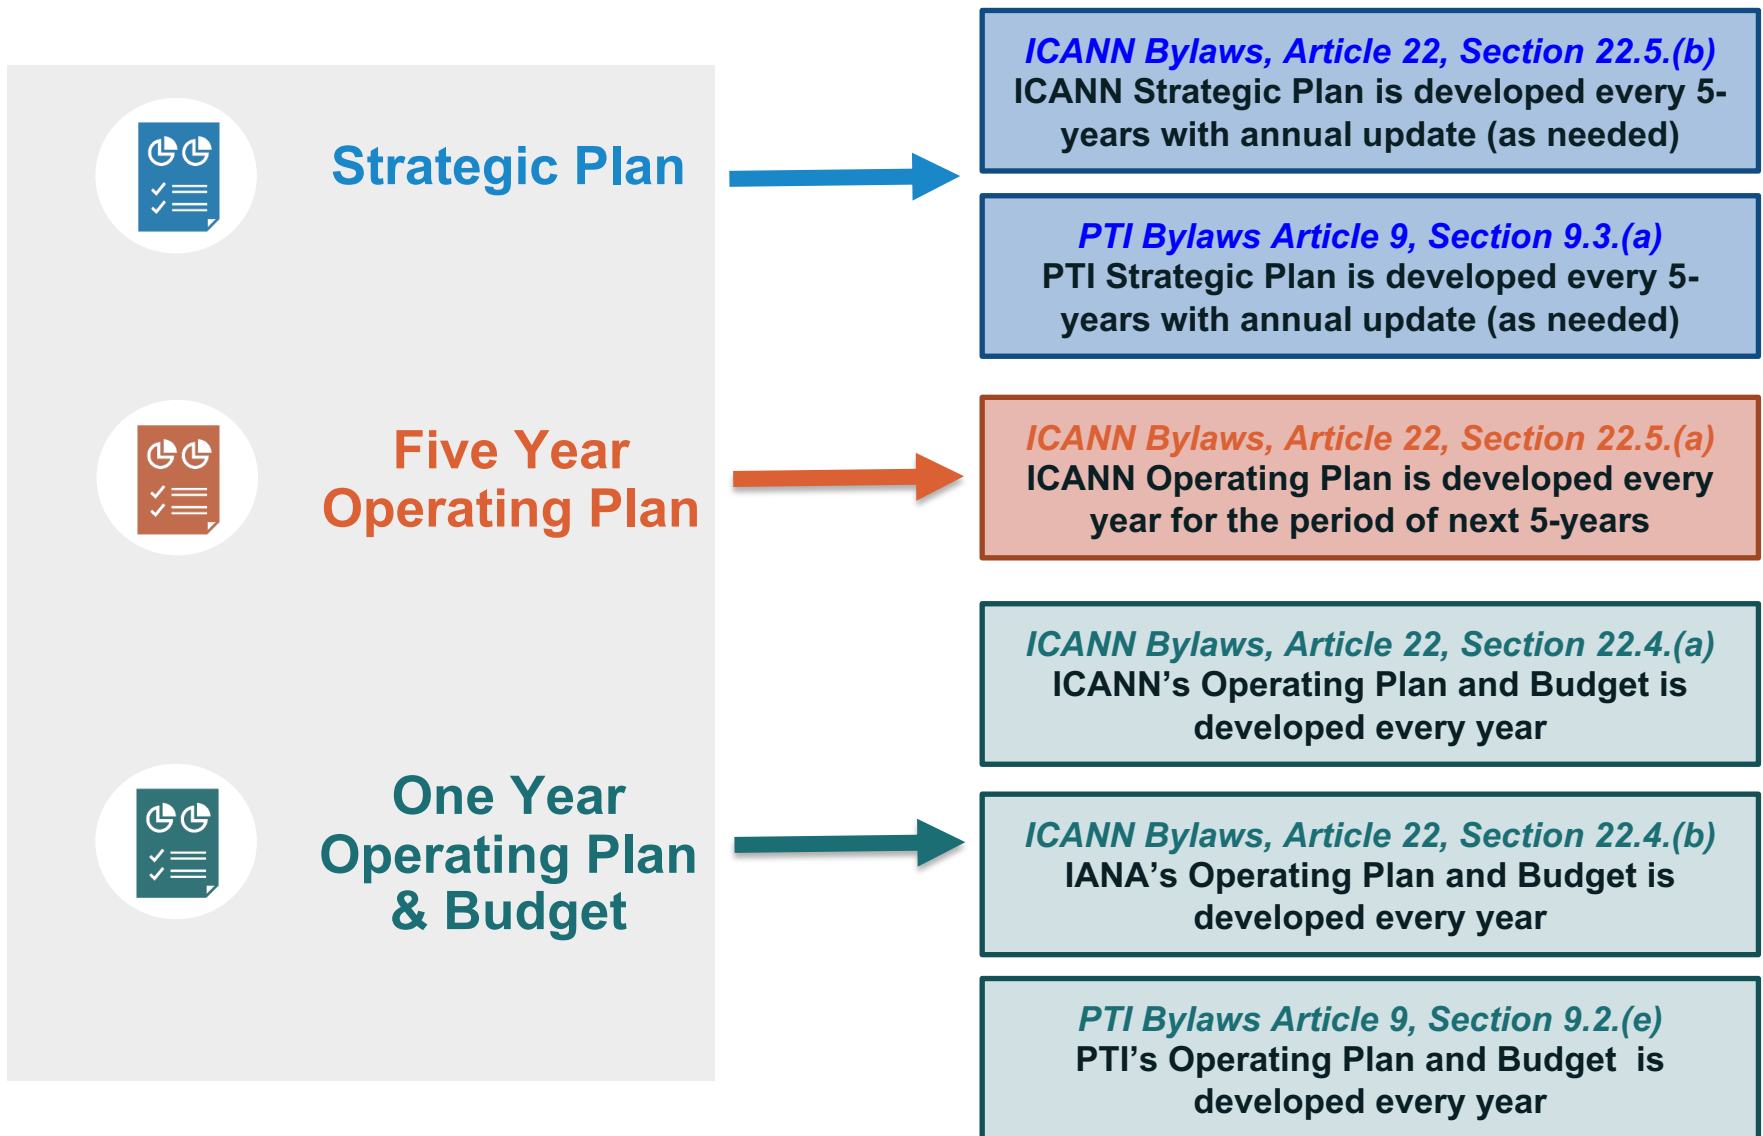 Strategic Plan
ICANN Bylaws, Article 22, Section 22.5.(b)
ICANN Strategic Plan is developed every 5-
years with annual update (as needed)
PTI Bylaws Article 9, Section 9.3.(a)
PTI Strategic Plan is developed every 5-
years with annual update (as needed)
Five Year
Operating Plan
ICANN Bylaws, Article 22, Section 22.5.(a)
ICANN Operating Plan is developed every
year for the period of next 5-years
One Year
Operating Plan
& Budget
ICANN Bylaws, Article 22, Section 22.4.(a)
ICANN’s Operating Plan and Budget is
developed every year
ICANN Bylaws, Article 22, Section 22.4.(b)
IANA’s Operating Plan and Budget is
developed every year
PTI Bylaws Article 9, Section 9.2.(e)
PTI’s Operating Plan and Budget  is
developed every year